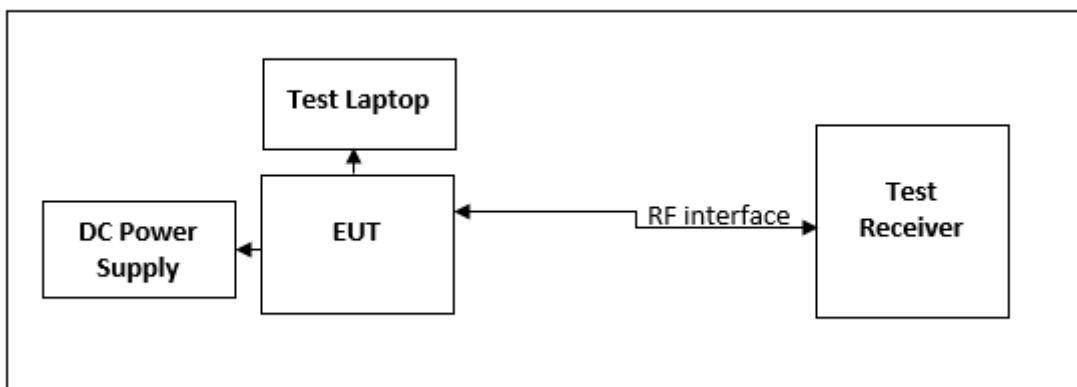 Test Laptop
DC Power
Supply
EUT
RF interface
Test
Receiver